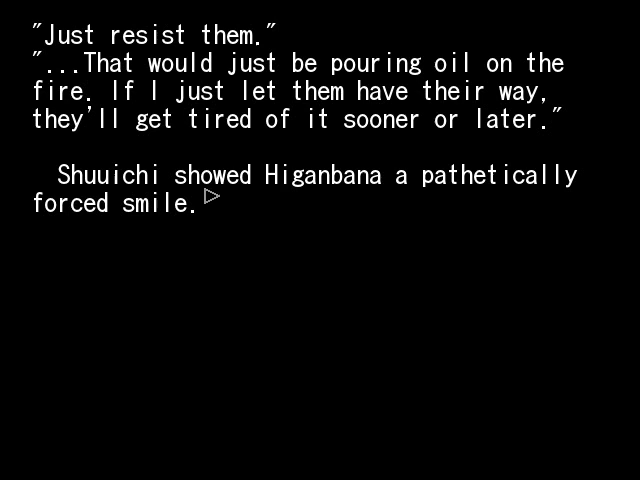 "Just resist them."
"...That would just be pouring oil on the
fire. If I just let them have their way,
they'll get tired of it sooner or later."
Shuuichi showed Higanbana a pathetically
forced smile.